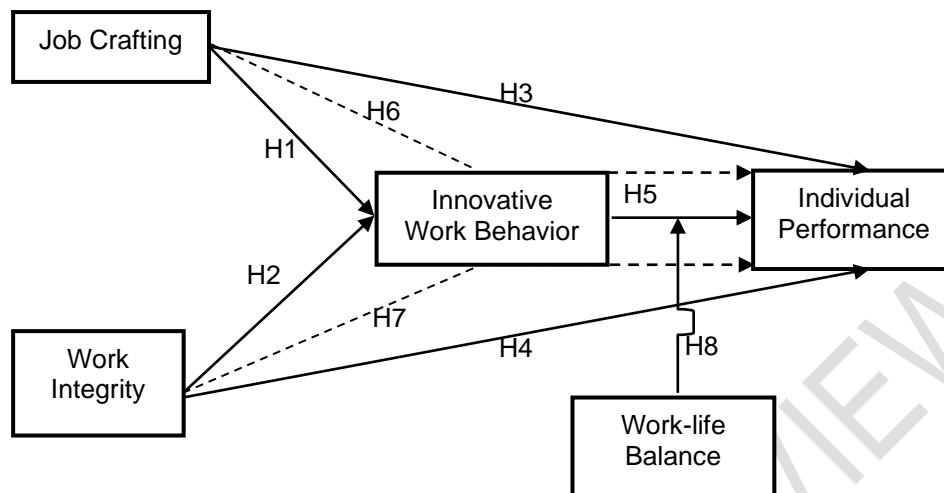 Job Crafting
H3
H6
H1
Innovative
Work Behavior
H5
Individual
Performance
H2
H7
H4
H8
Work
Integrity
Work-life
Balance
VIEW